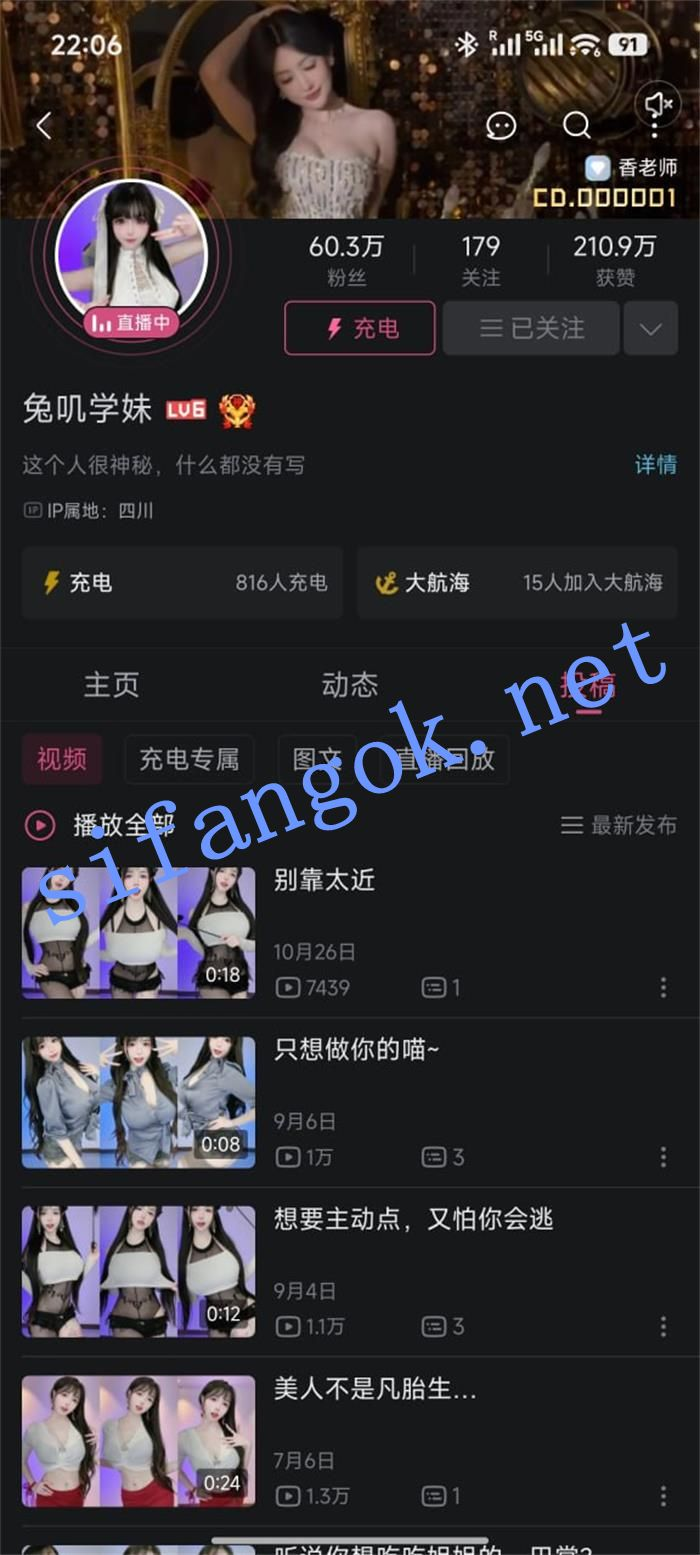 22:06
R 5G 6 91
香老师
CD.000001
60.3万 179 210.9万
粉丝 关注 获赞
直播中
充电 已关注
兔叽学妹 LV6
这个人很神秘，什么都没有写 详情
IP IP属地：四川
充电 816人充电 大航海 15人加入大航海
主页 动态 投稿
视频 充电专属 图文 直播回放
播放全部 最新发布
sifangok.net
别靠太近
10月26日
0:18 7439 1
只想做你的喵~
9月6日
0:08 1万 3
想要主动点，又怕你会逃
9月4日
0:12 1.1万 3
美人不是凡胎生...
7月6日
0:24 1.3万 1